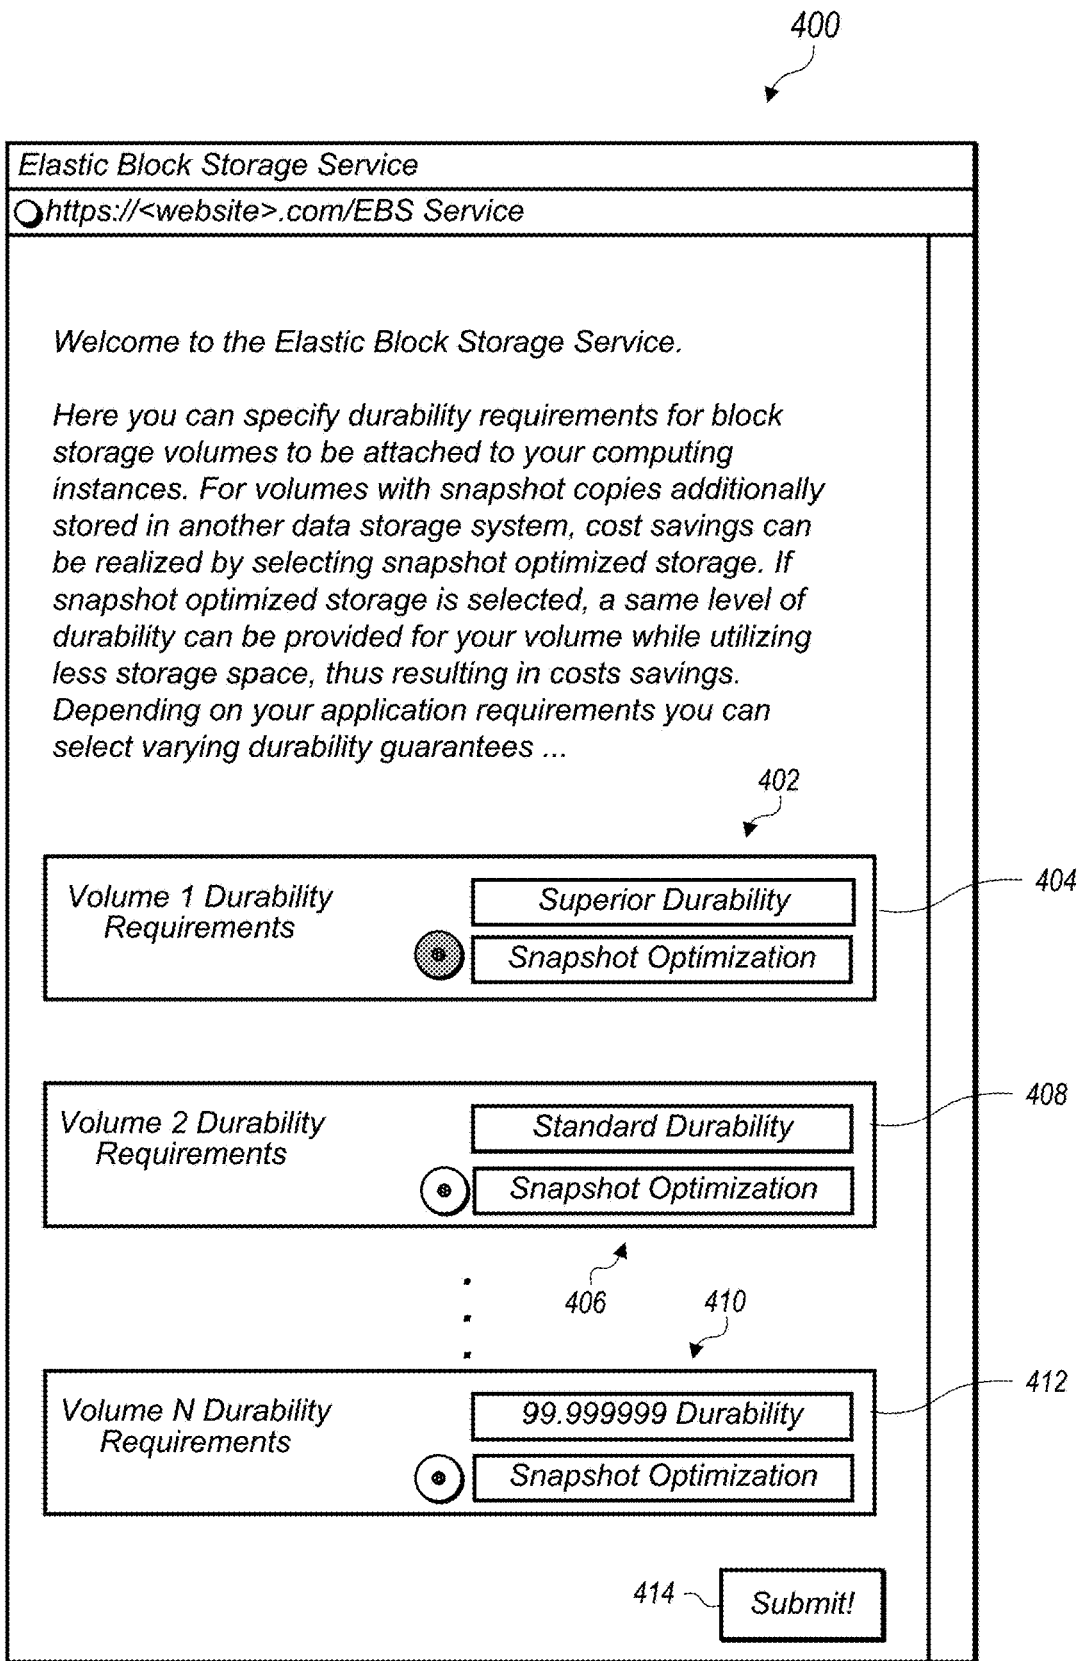 400
Elastic Block Storage Service
https://<website>.com/EBS Service
Welcome to the Elastic Block Storage Service.
Here you can specify durability requirements for block
storage volumes to be attached to your computing
instances. For volumes with snapshot copies additionally
stored in another data storage system, cost savings can
be realized by selecting snapshot optimized storage. If
snapshot optimized storage is selected, a same level of
durability can be provided for your volume while utilizing
less storage space, thus resulting in costs savings.
Depending on your application requirements you can
select varying durability guarantees ...
402
Volume 1 Durability
Requirements
Superior Durability
Snapshot Optimization
404
Volume 2 Durability
Requirements
Standard Durability
Snapshot Optimization
408
406
410
Volume N Durability
Requirements
99.999999 Durability
Snapshot Optimization
412
414
Submit!